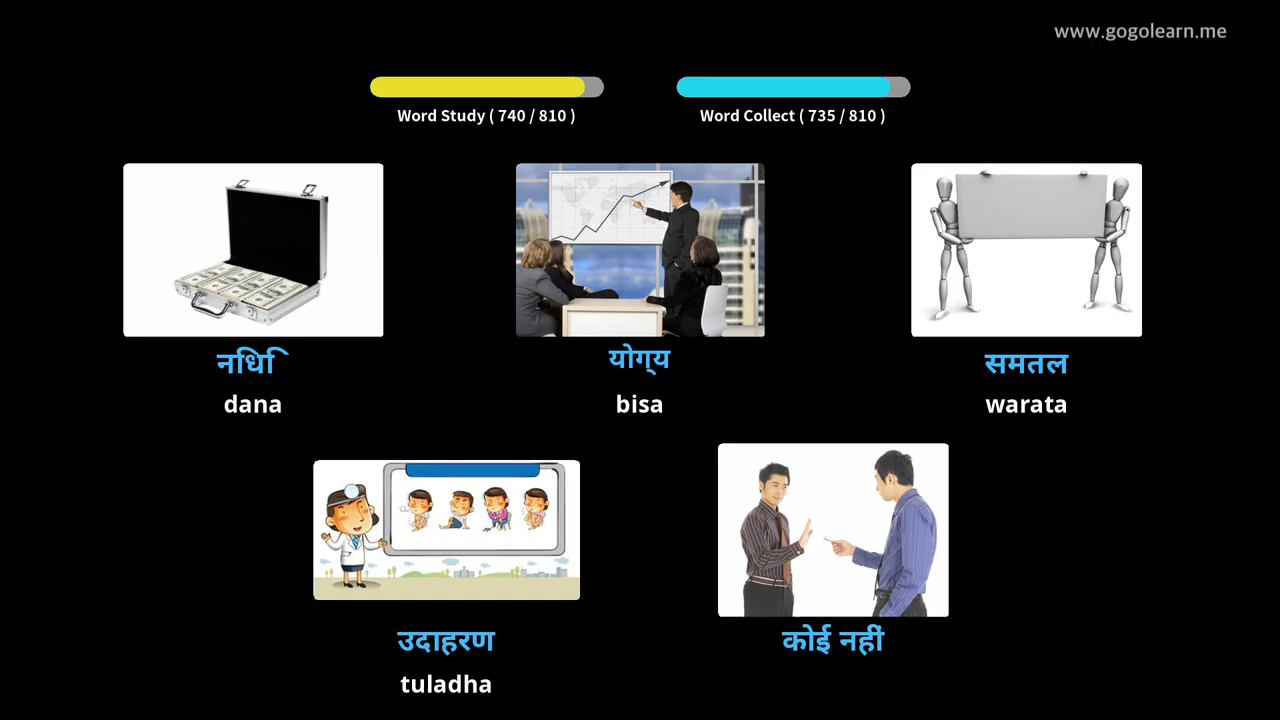 www.gogolearn.me
Word Study ( 740 / 810 )
Word Collect ( 735 / 810 )
निधि
dana
योग्य
bisa
समतल
warata
उदाहरण
tuladha
कोई नहीं